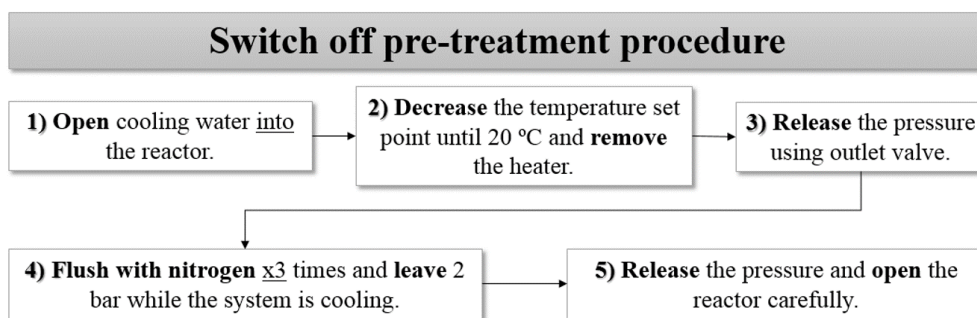 Switch off pre-treatment procedure
1) Open cooling water into
the reactor.
2) Decrease the temperature set
point until 20 ºC and remove
the heater.
3) Release the pressure
using outlet valve.
4) Flush with nitrogen x3 times and leave 2
bar while the system is cooling.
5) Release the pressure and open the
reactor carefully.